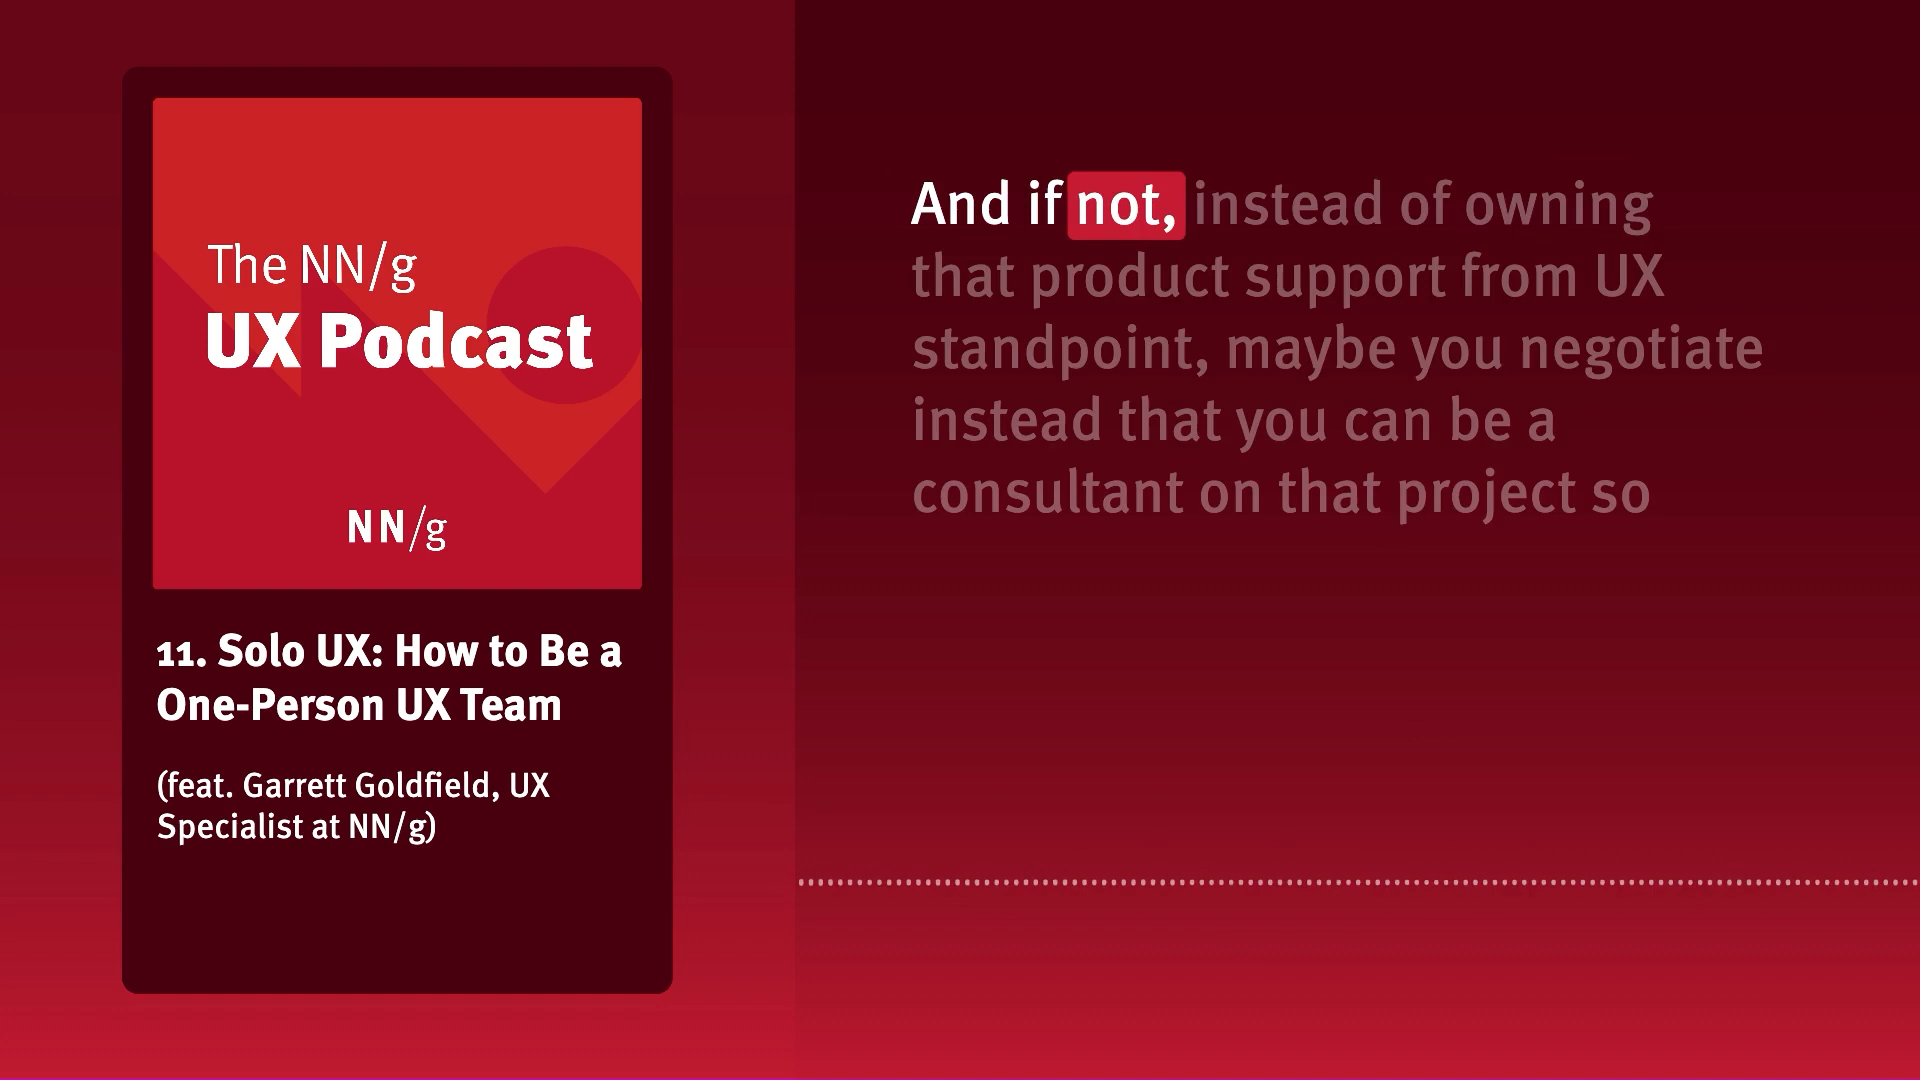 The NN/g
UX Podcast
NN/g
11. Solo UX: How to Be a
One-Person UX Team
(feat. Garrett Goldfield, UX
Specialist at NN/g)
And if not, instead of owning
that product support from UX
standpoint, maybe you negotiate
instead that you can be a
consultant on that project so